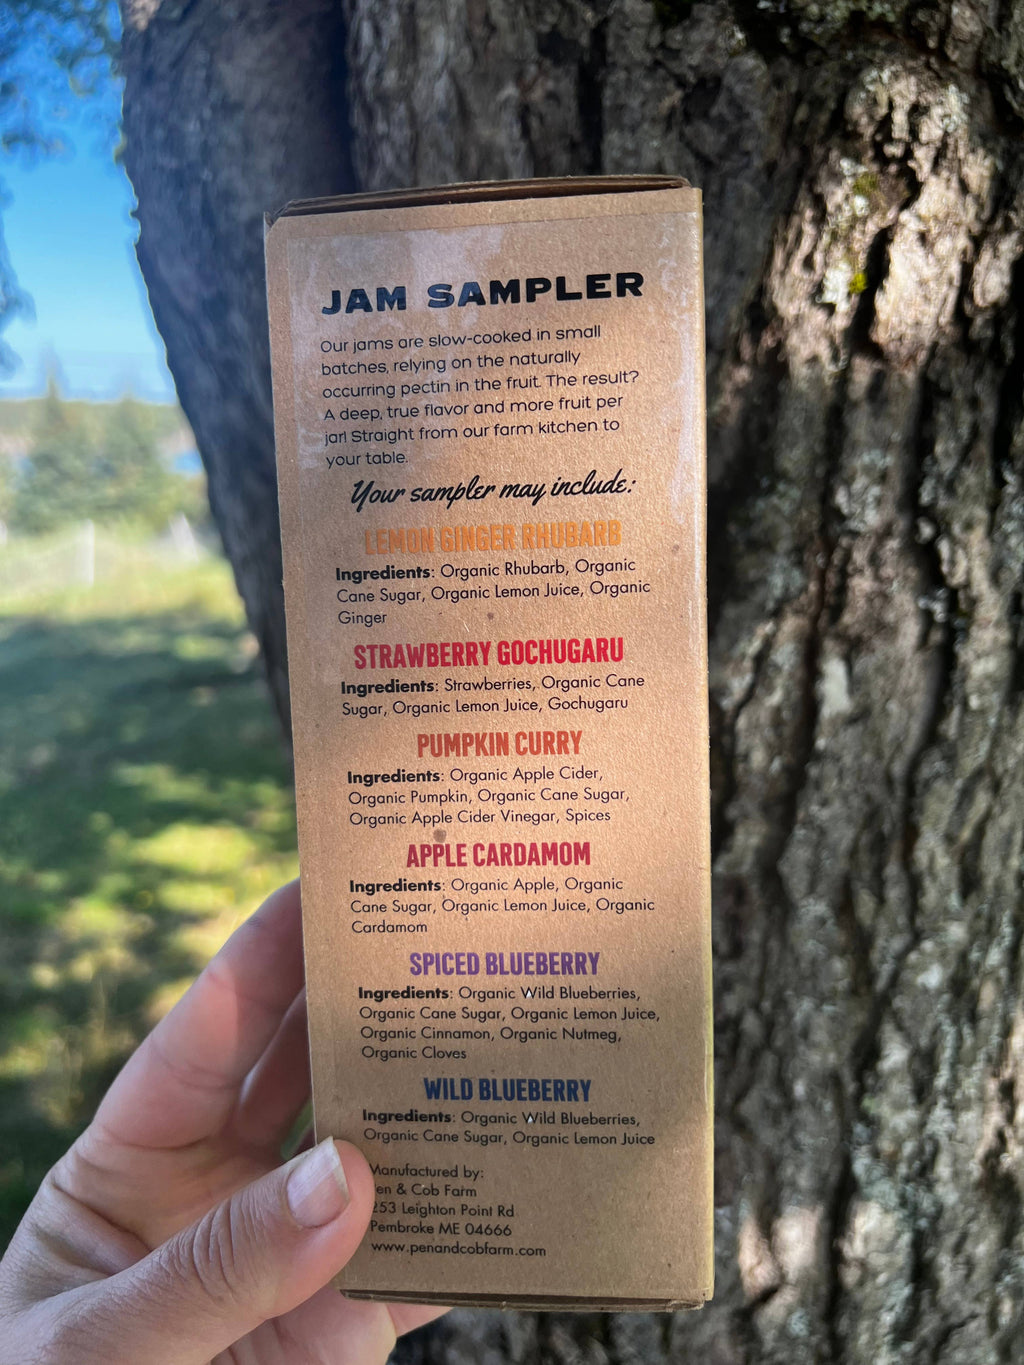 JAM SAMPLER
Our jams are slow-cooked in small
batches, relying on the naturally
occurring pectin in the fruit. The result?
A deep, true flavor and more fruit per
jar! Straight from our farm kitchen to
your table.
Your sampler may include:
LEMON GINGER RHUBARB
Ingredients: Organic Rhubarb, Organic
Cane Sugar, Organic Lemon Juice, Organic
Ginger
STRAWBERRY GOCHUGARU
Ingredients: Strawberries, Organic Cane
Sugar, Organic Lemon Juice, Gochugaru
PUMPKIN CURRY
Ingredients: Organic Apple Cider,
Organic Pumpkin, Organic Cane Sugar,
Organic Apple Cider Vinegar, Spices
APPLE CARDAMOM
Ingredients: Organic Apple, Organic
Cane Sugar, Organic Lemon Juice, Organic
Cardamom
SPICED BLUEBERRY
Ingredients: Organic Wild Blueberries,
Organic Cane Sugar, Organic Lemon Juice,
Organic Cinnamon, Organic Nutmeg,
Organic Cloves
WILD BLUEBERRY
Ingredients: Organic Wild Blueberries,
Organic Cane Sugar, Organic Lemon Juice
Manufactured by:
en & Cob Farm
253 Leighton Point Rd
Pembroke ME 04666
www.penandcobfarm.com